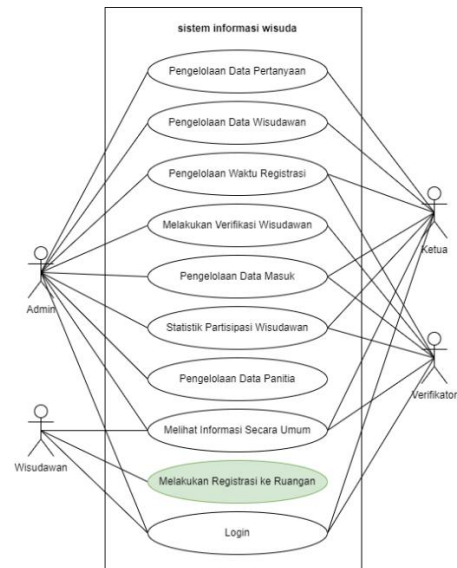 sistem informasi wisuda
Pengelolaan Data Pertanyaan
Pengelolaan Data Wisudawan
Pengelolaan Waktu Registrasi
Melakukan Verifikasi Wisudawan
Ketua
Pengelolaan Data Masuk
Admin
Statistik Partisipasi Wisudawan
Pengelolaan Data Panitia
Verifikator
Melihat Informasi Secara Umum
Wisudawan
Melakukan Registrasi ke Ruangan
Login